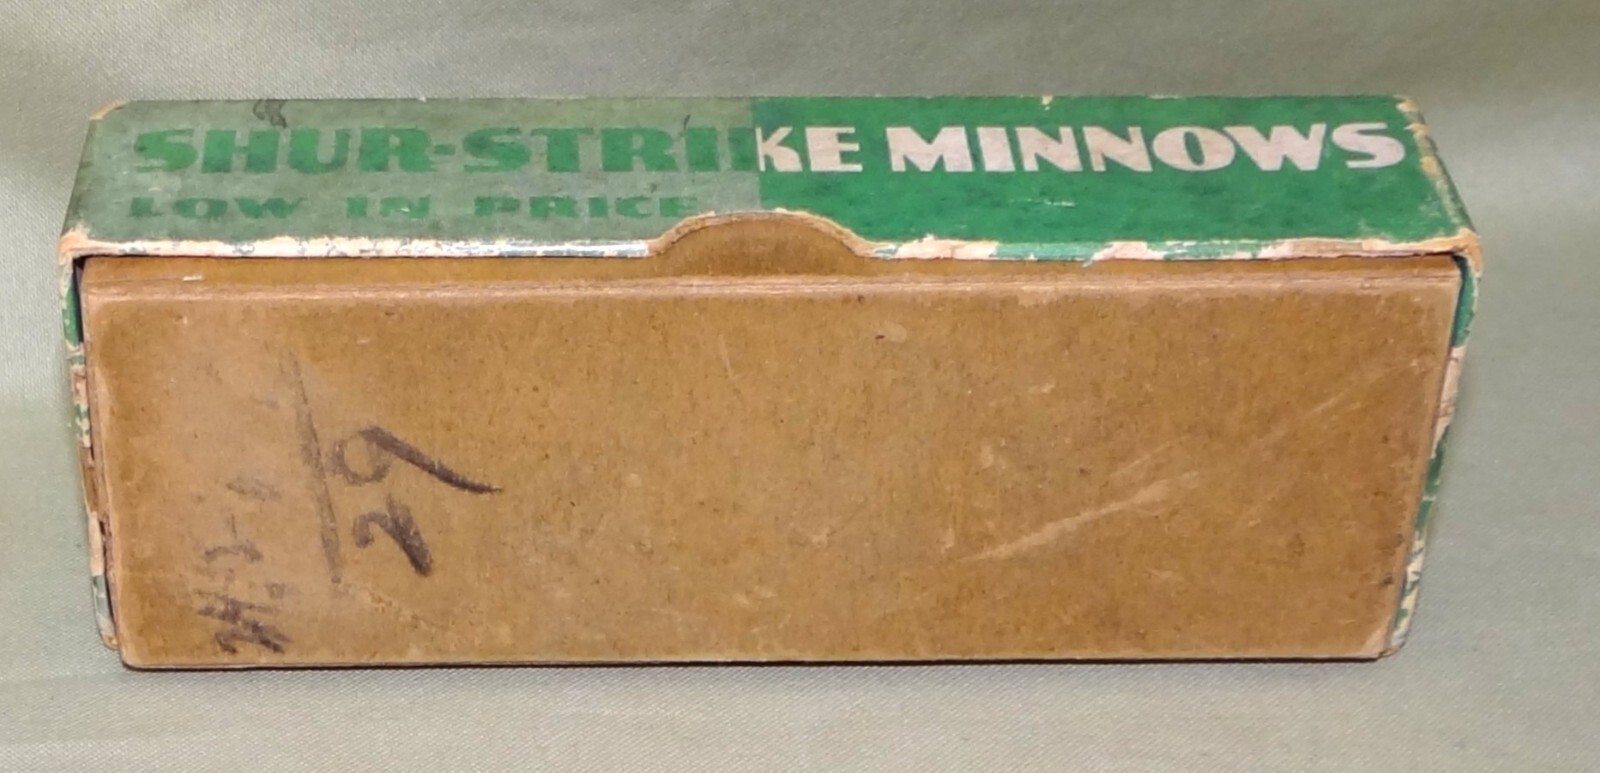 SHUR-STRIKE MINNOWS
LOW IN PRICE
29